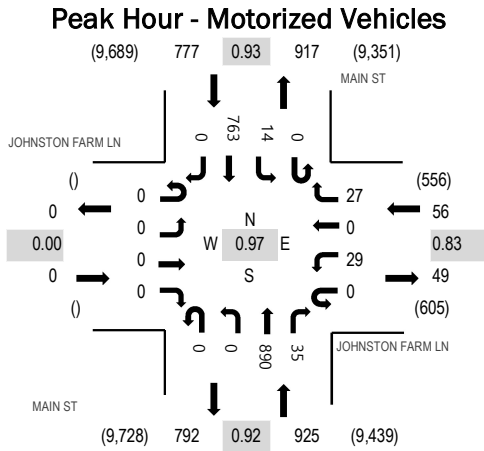 Peak Hour - Motorized Vehicles
(9,689) 777 0.93 917 (9,351)
MAIN ST
0 763 14 0
JOHNSTON FARM LN
() (556)
0 0 27 56
0 N 0
0.00 W 0.97 E 0.83
0 0 S 29 49
0 0
() (605)
0 0 890 35
JOHNSTON FARM LN
MAIN ST
(9,728) 792 0.92 925 (9,439)